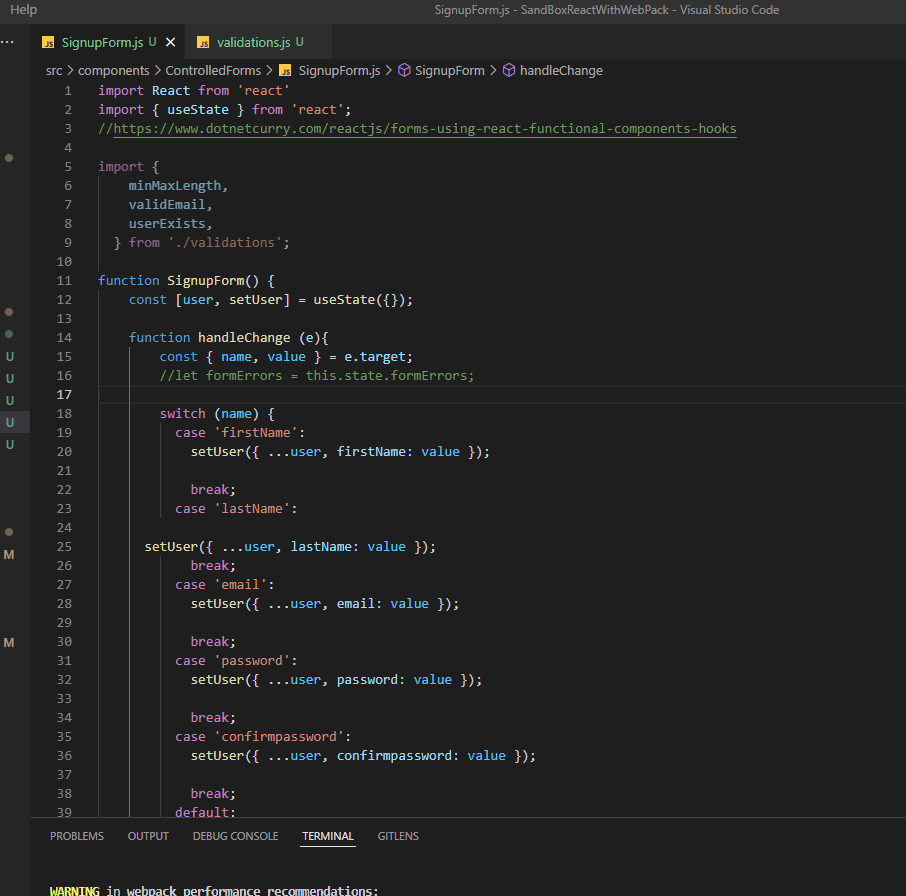 Help
SignupForm.js - SandBoxReactWithWebPack - Visual Studio Code
... JS SignupForm.js U × JS validations.js U
src > components > ControlledForms > JS SignupForm.js > SignupForm > handleChange
1 import React from 'react'
2 import { useState } from 'react';
3 //https://www.dotnetcurry.com/reactjs/forms-using-react-functional-components-hooks
4
5 import {
6 minMaxLength,
7 validEmail,
8 userExists,
9 } from './validations';
10
11 function SignupForm() {
12 const [user, setUser] = useState({});
13
14 function handleChange (e){
15 const { name, value } = e.target;
16 //let formErrors = this.state.formErrors;
17
18 switch (name) {
19 case 'firstName':
20 setUser({ ...user, firstName: value });
21
22 break;
23 case 'lastName':
24
25 setUser({ ...user, lastName: value });
26 break;
27 case 'email':
28 setUser({ ...user, email: value });
29
30 break;
31 case 'password':
32 setUser({ ...user, password: value });
33
34 break;
35 case 'confirmpassword':
36 setUser({ ...user, confirmpassword: value });
37
38 break;
39 default:
U
U
U
U
U
M
M
PROBLEMS OUTPUT DEBUG CONSOLE TERMINAL GITLENS
WARNING in webpack performance recommendations: